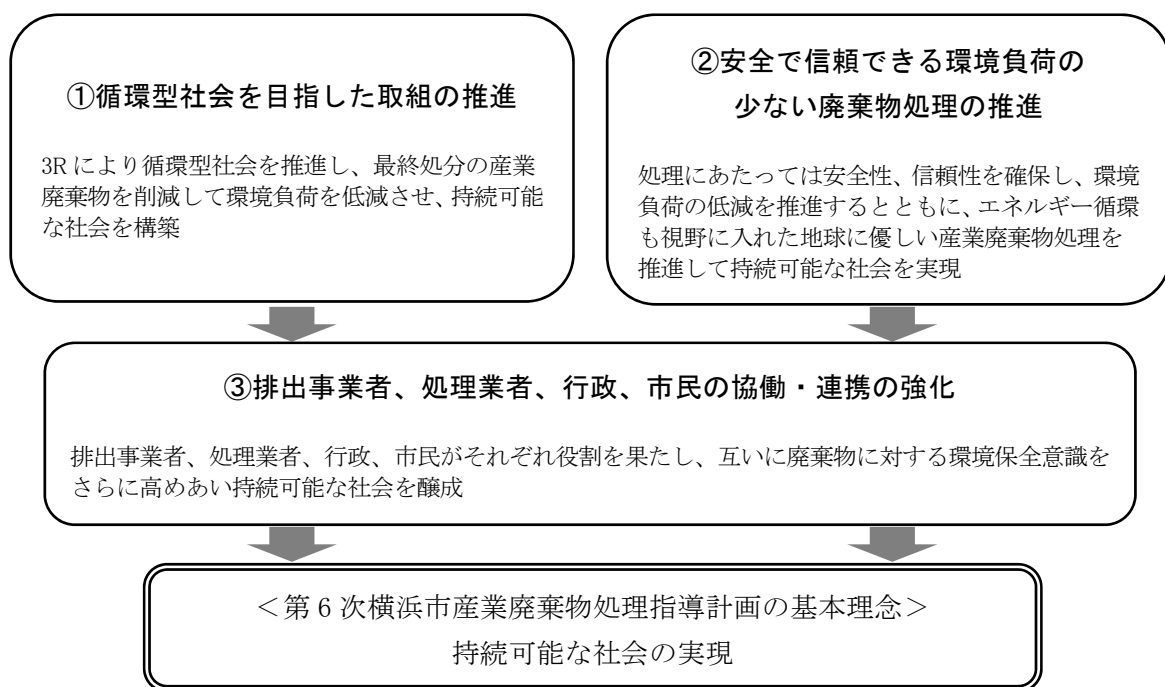 ①循環型社会を目指した取組の推進
3R により循環型社会を推進し、最終処分の産業
廃棄物を削減して環境負荷を低減させ、持続可能
な社会を構築
②安全で信頼できる環境負荷の
少ない廃棄物処理の推進
処理にあたっては安全性、信頼性を確保し、環境
負荷の低減を推進するとともに、エネルギー循環
も視野に入れた地球に優しい産業廃棄物処理を
推進して持続可能な社会を実現
③排出事業者、処理業者、行政、市民の協働・連携の強化
排出事業者、処理業者、行政、市民がそれぞれ役割を果たし、互いに廃棄物に対する環境保全意識を
さらに高めあい持続可能な社会を醸成
＜第 6 次横浜市産業廃棄物処理指導計画の基本理念＞
持続可能な社会の実現